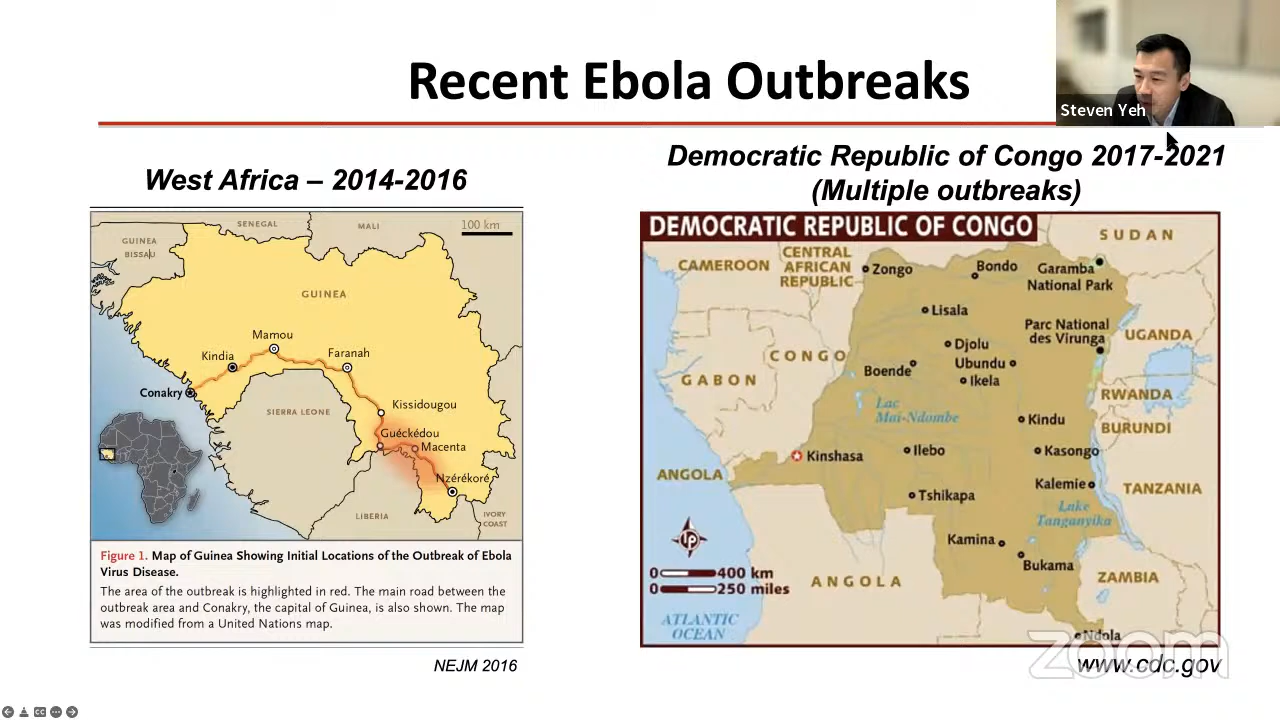 Recent Ebola Outbreaks
Steven Yeh
West Africa – 2014-2016
100 km
SENEGAL
MALI
GUINEA
BISSAU
GUINEA
Mamou
Kindia
Faranah
Conakry
Kissidougou
SIERRA LEONE
Guéckédou
Macenta
Nzérékoré
LIBERIA
IVORY
COAST
Figure 1. Map of Guinea Showing Initial Locations of the Outbreak of Ebola
Virus Disease.
The area of the outbreak is highlighted in red. The main road between the
outbreak area and Conakry, the capital of Guinea, is also shown. The map
was modified from a United Nations map.
NEJM 2016
Democratic Republic of Congo 2017-2021
(Multiple outbreaks)
DEMOCRATIC REPUBLIC OF CONGO
SUDAN
CENTRAL
AFRICAN
REPUBLIC
CAMEROON
Zongo
Bondo
Garamba
National Park
Lisala
Parc National
des Virunga
UGANDA
CONGO
Djolu
Boende
Ubundu
Ikela
GABON
RWANDA
Lac
Mai-Ndombe
Kindu
BURUNDI
Kinshasa
Ilebo
Kasongo
ANGOLA
Kalemie
TANZANIA
Tshikapa
Lake
Tanganyika
Kamina
Bukama
lp
0 400 km
0 250 miles
ANGOLA
ZAMBIA
ATLANTIC
OCEAN
Ndola
zoom
www.cdc.gov
CC